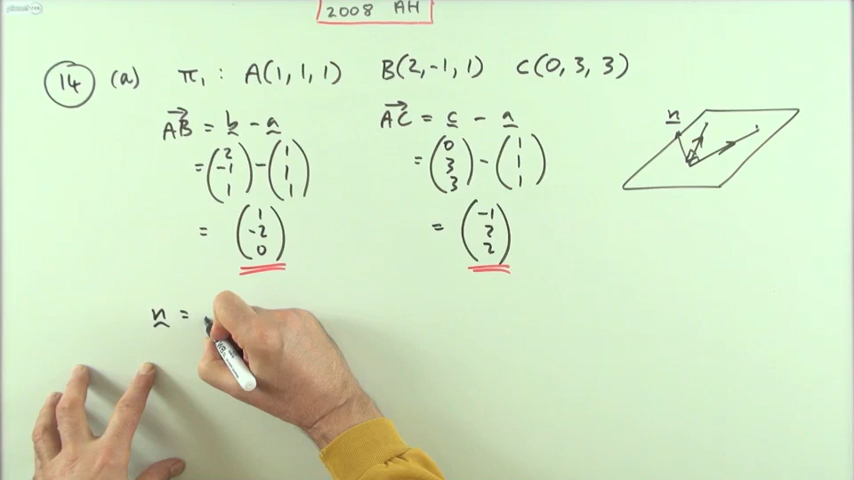 2008 AH
14 (a) π₁ : A(1, 1, 1) B(2, -1, 1) C(0, 3, 3)
AB = b - a
= (2 -1 1) - (1 1 1)
= (1 -2 0)
AC = c - a
= (0 3 3) - (1 1 1)
= (-1 2 2)
n
n =